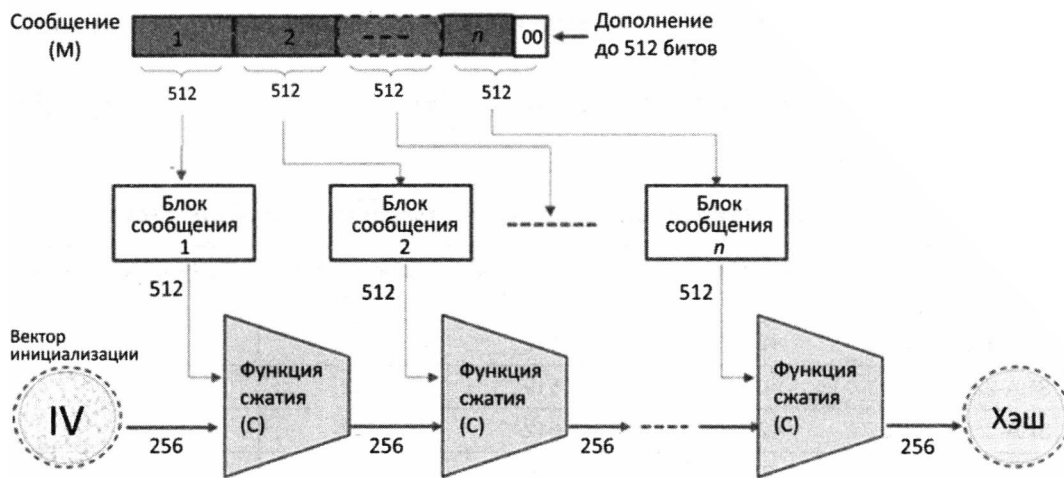 Сообщение
(М)
1 2 --- n 00
Дополнение
до 512 битов
512 512 512 512
Блок
сообщения
1
Блок
сообщения
2
Блок
сообщения
n
512 512 512
Вектор
инициализации
IV
Функция
сжатия
(С)
Функция
сжатия
(С)
Функция
сжатия
(С)
Хэш
256 256 256 256